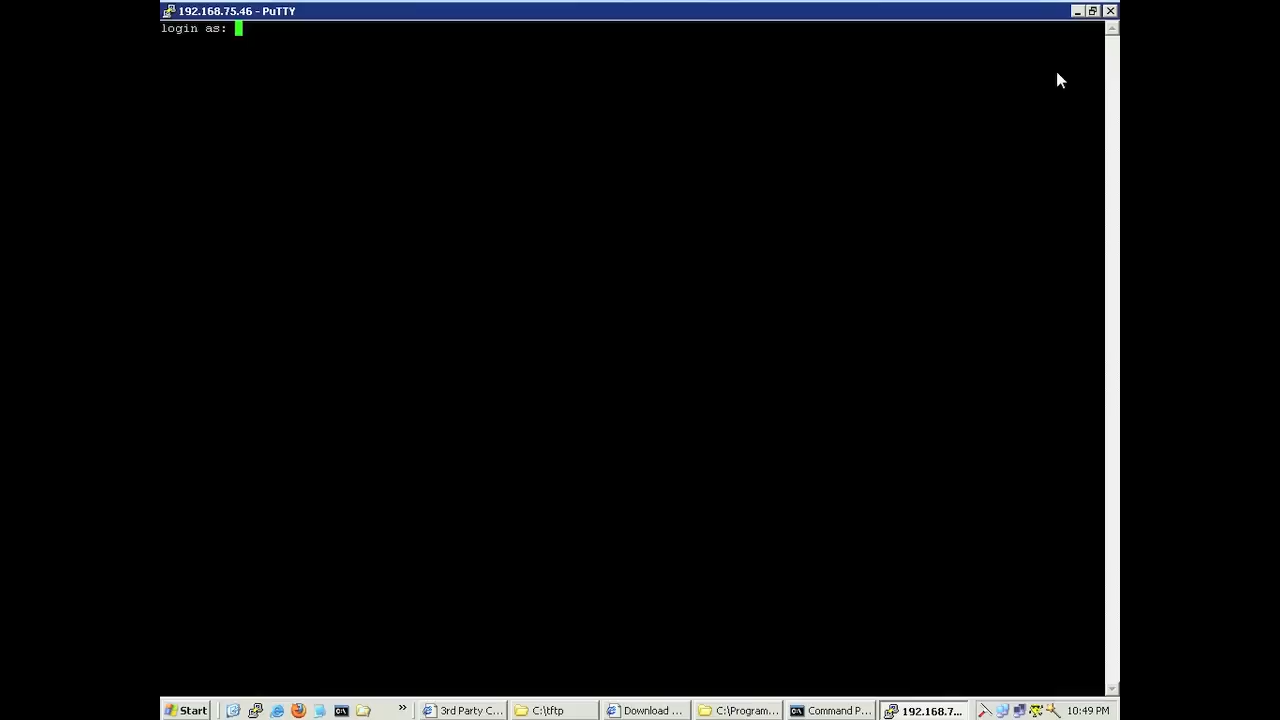 192.168.75.46 - PuTTY
login as:
Start
»
3rd Party C...
C:\tftp
Download ...
C:\Program...
Command P...
192.168.7...
10:49 PM